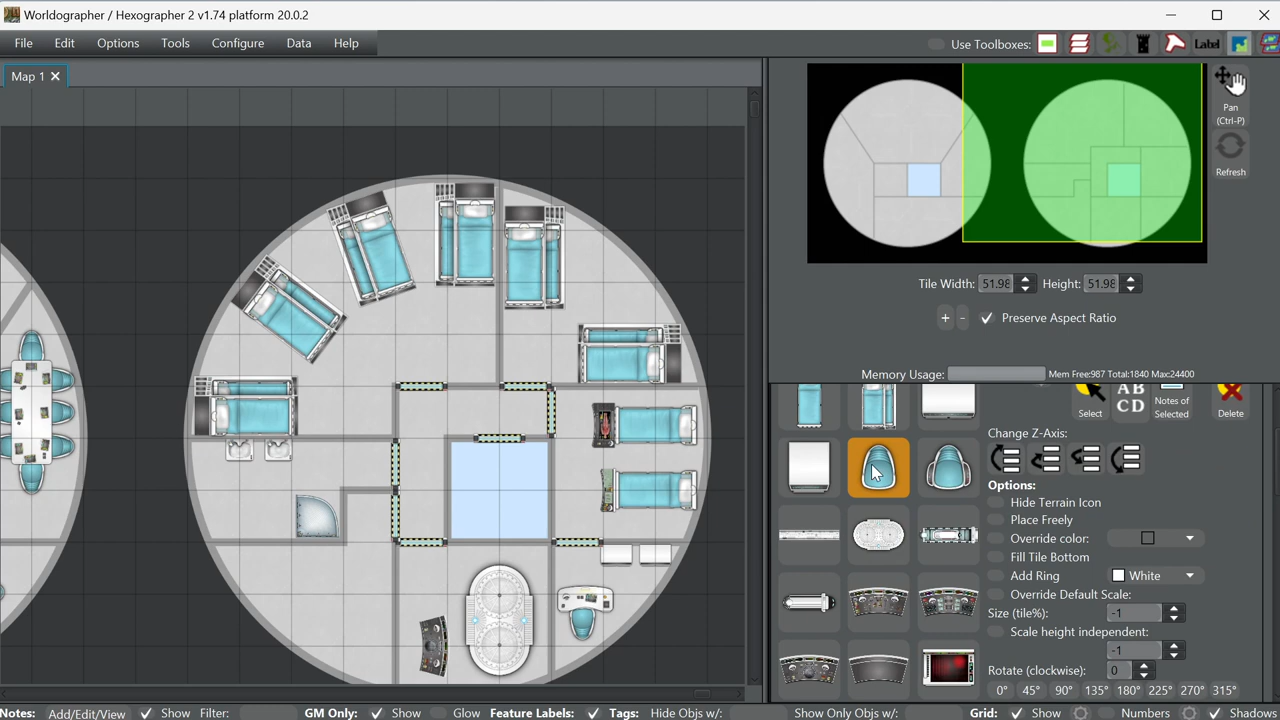 Worldographer / Hexographer 2 v1.74 platform 20.0.2
File Edit Options Tools Configure Data Help
Use Toolboxes: Label
Map 1
Pan
(Ctrl-P)
Refresh
Tile Width: 51.98 Height: 51.98
+ - Preserve Aspect Ratio
Memory Usage: Mem Free:987 Total:1840 Max:24400
A B
C D
Select
Notes of
Selected
Delete
Change Z-Axis:
Options:
Hide Terrain Icon
Place Freely
Override color:
Fill Tile Bottom
Add Ring White
Override Default Scale:
Size (tile%): -1
Scale height independent:
-1
Rotate (clockwise): 0
0° 45° 90° 135° 180° 225° 270° 315°
Notes: Add/Edit/View Show Filter: GM Only: Show Glow Feature Labels: Tags: Hide Objs w/: Show Only Objs w/: Grid: Show Numbers Shadows